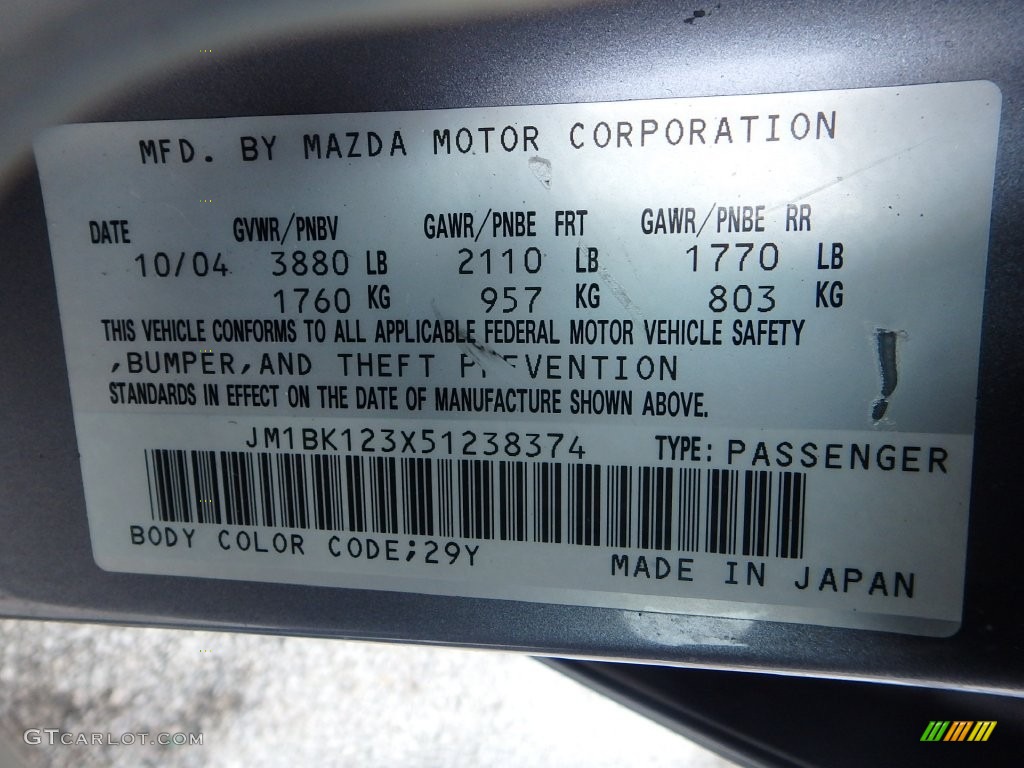 MFD. BY MAZDA MOTOR CORPORATION
DATE GVWR/PNBV GAWR/PNBE FRT GAWR/PNBE RR
10/04 3880 LB 2110 LB 1770 LB
1760 KG 957 KG 803 KG
THIS VEHICLE CONFORMS TO ALL APPLICABLE FEDERAL MOTOR VEHICLE SAFETY
,BUMPER,AND THEFT PREVENTION
STANDARDS IN EFFECT ON THE DATE OF MANUFACTURE SHOWN ABOVE.
JM1BK123X51238374 TYPE: PASSENGER
BODY COLOR CODE;29Y MADE IN JAPAN
GTCARLOT.COM